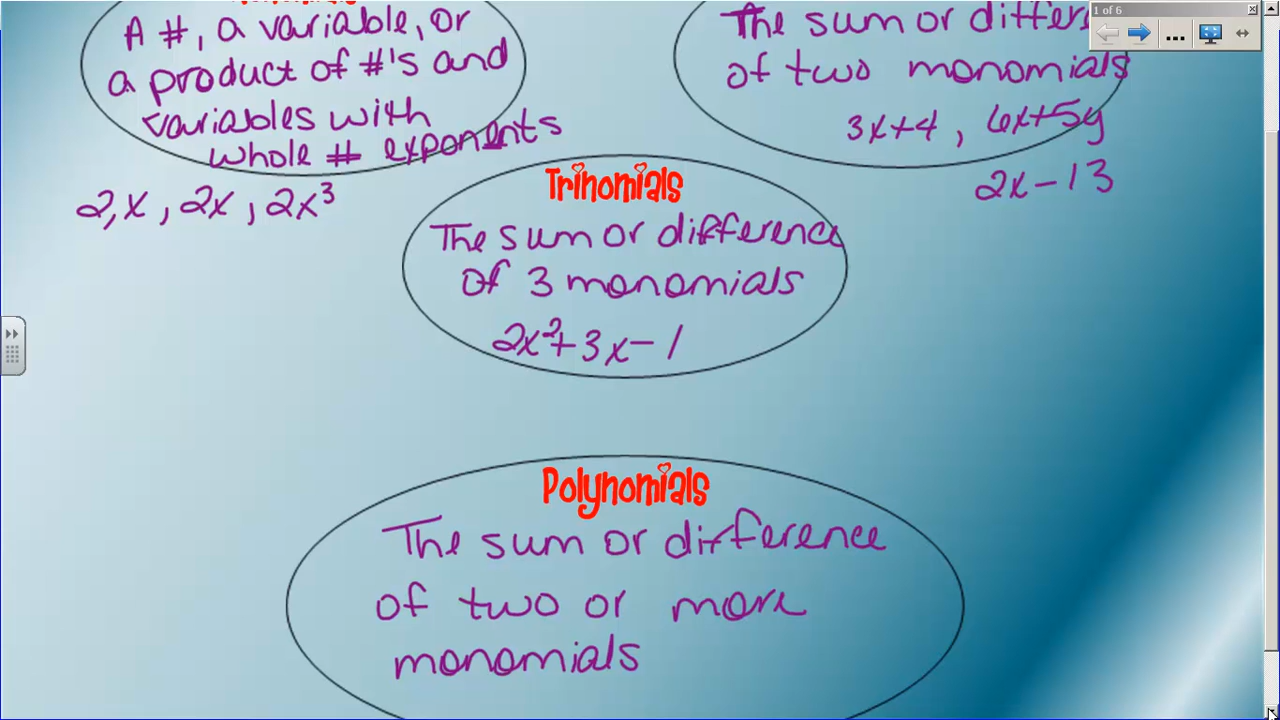 A #, a variable, or
a product of #'s and
variables with
whole # exponents
2, x, 2x, 2x³
The sum or differe
of two monomials
3x+4, 6x+5y
2x-13
1 of 6
Trinomials
The sum or difference
of 3 monomials
2x²+3x-1
Polynomials
The sum or difference
of two or more
monomials